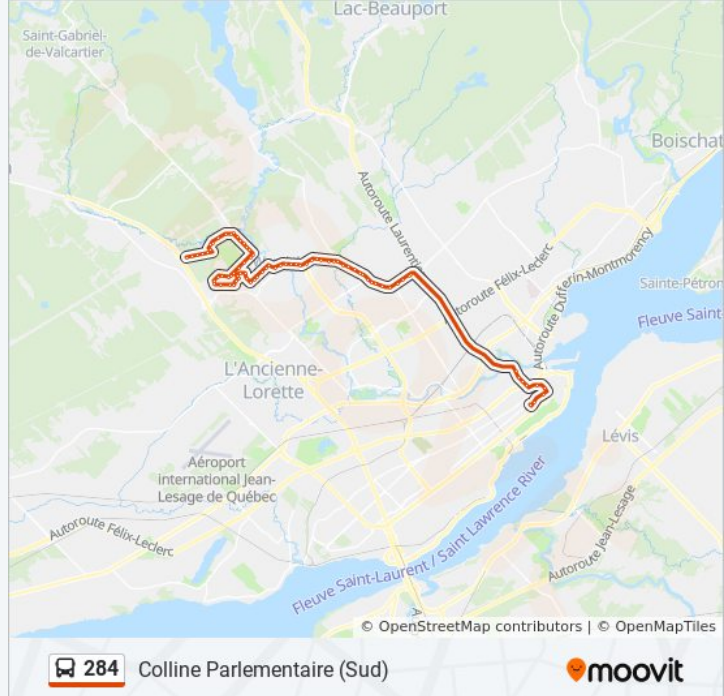 Lac-Beauport
Saint-Gabriel-
de-Valcartier
Boischat
Autoroute Laurentie
Autoroute Félix-Leclerc
Autoroute Dufferin-Montmorency
Sainte-Pétron
Fleuve Saint-
L'Ancienne-
Lorette
Lévis
Aéroport
international Jean-
Lesage de Québec
Autoroute Félix-Leclerc
Autoroute Jean-Lesage
Fleuve Saint-Laurent / Saint Lawrence River
A
© OpenStreetMap contributors | © OpenMapTiles
284 Colline Parlementaire (Sud)
moovit